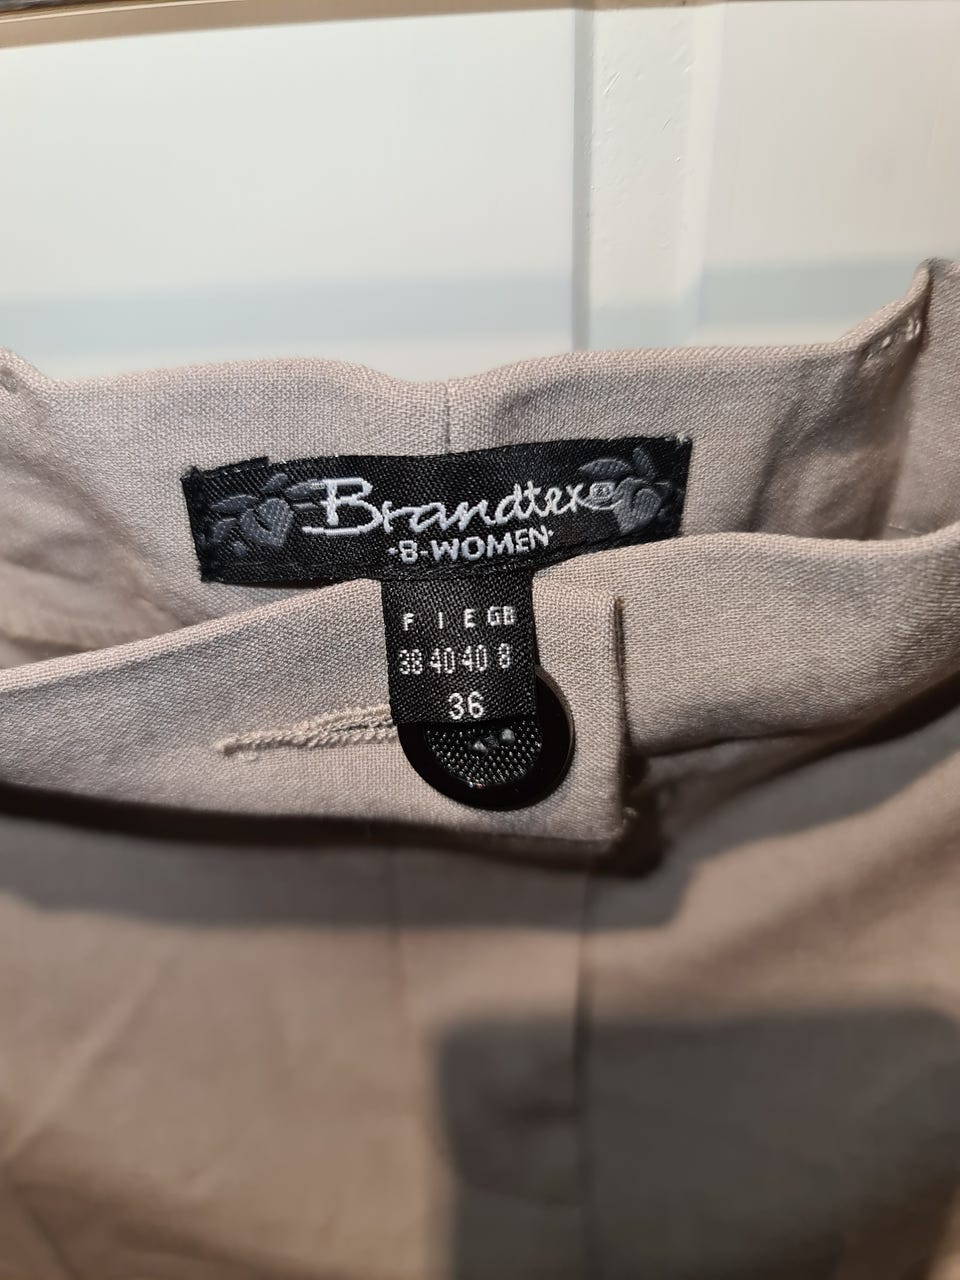 Brandtex
·B-WOMEN·
F I E GB
38 40 40 8
36